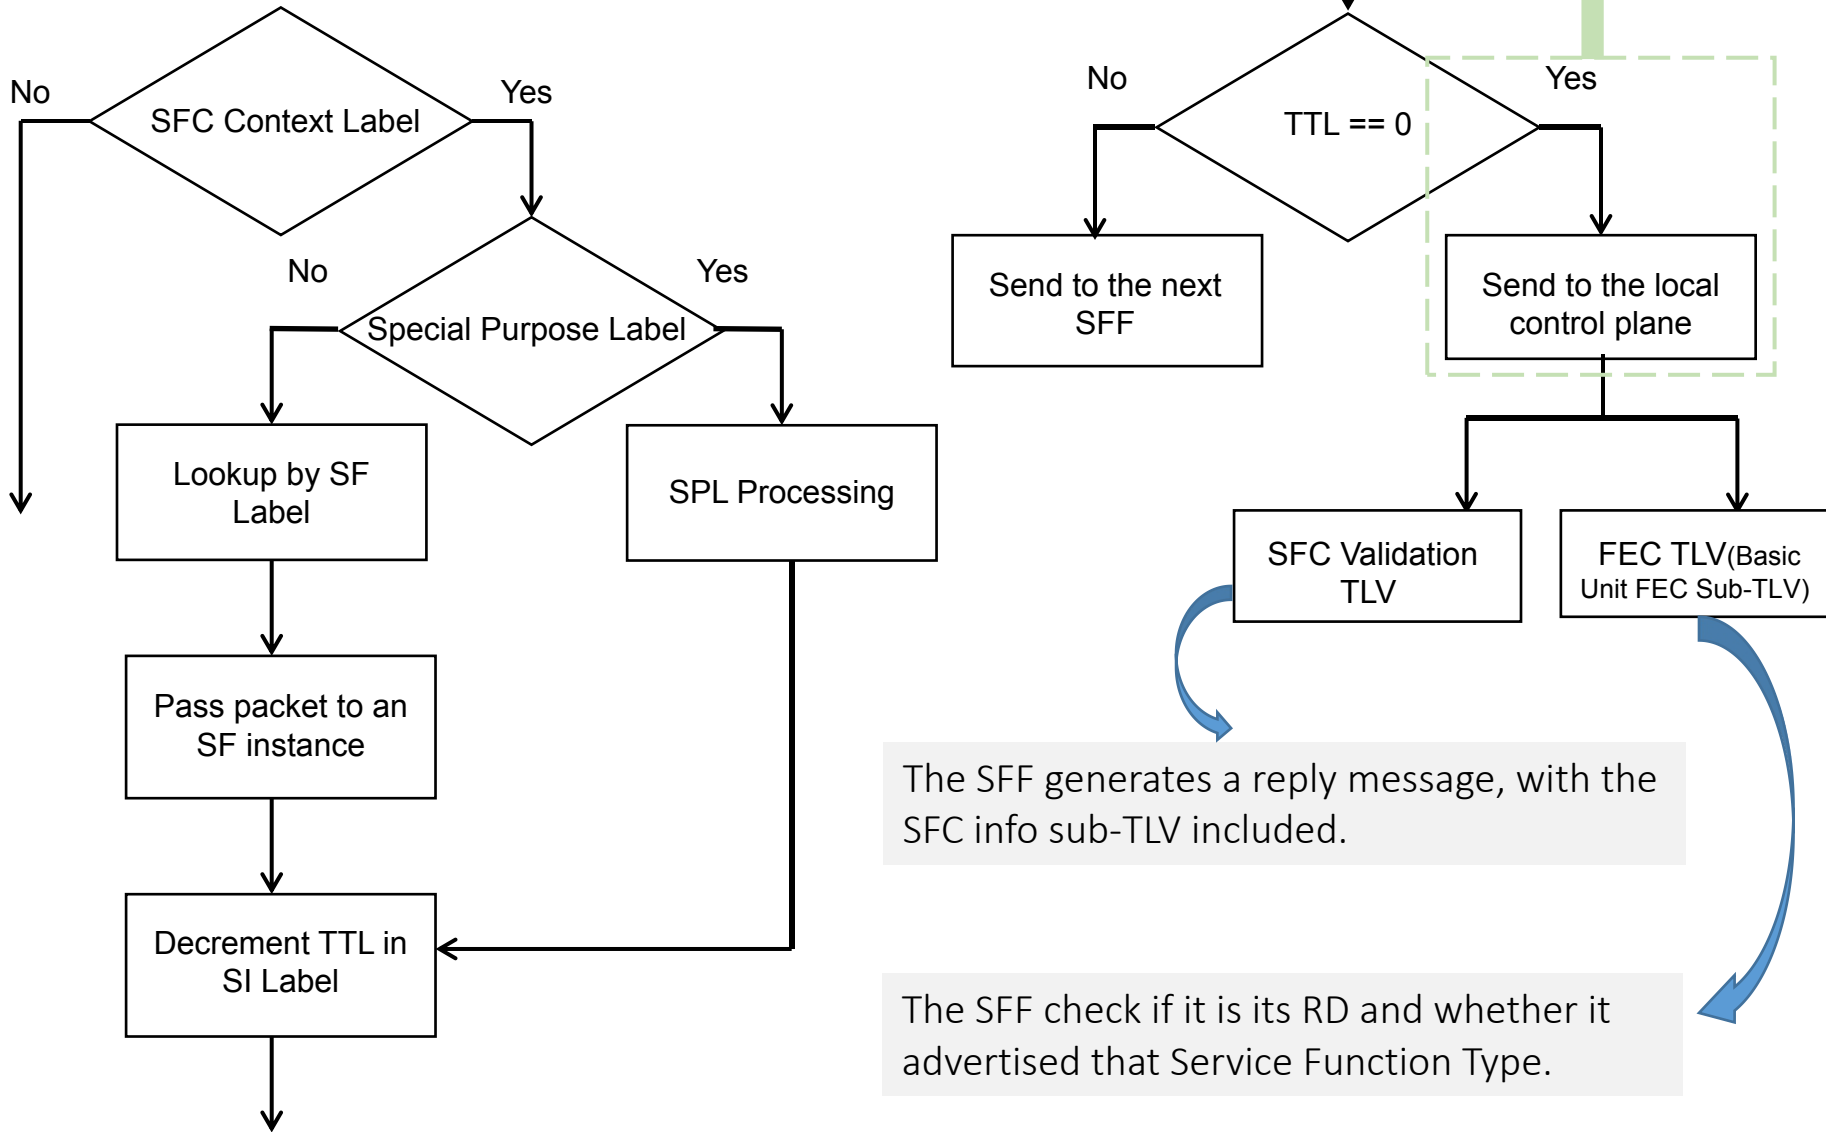 No
Yes
SFC Context Label
No
Yes
Special Purpose Label
Lookup by SF
Label
SPL Processing
Pass packet to an
SF instance
Decrement TTL in
SI Label
No
Yes
TTL == 0
Send to the next
SFF
Send to the local
control plane
SFC Validation
TLV
FEC TLV(Basic
Unit FEC Sub-TLV)
The SFF generates a reply message, with the
SFC info sub-TLV included.
The SFF check if it is its RD and whether it
advertised that Service Function Type.